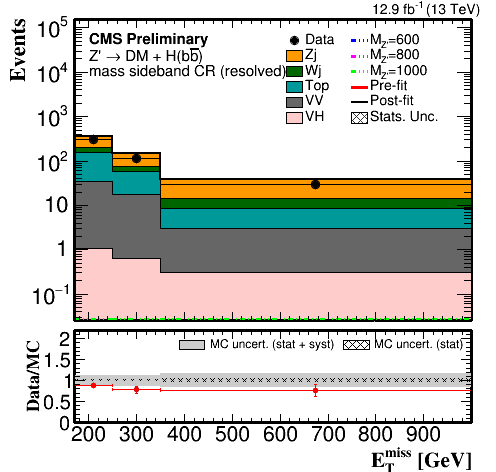 12.9 fb⁻¹ (13 TeV)
Events
CMS Preliminary
Z' → DM + H(bb̅)
mass sideband CR (resolved)
Data
Zj
Wj
Top
VV
VH
M_Z'=600
M_Z'=800
M_Z'=1000
Pre-fit
Post-fit
Stats. Unc.
10⁵
10⁴
10³
10²
10
1
10⁻¹
Data/MC
MC uncert. (stat + syst)
MC uncert. (stat)
2
1.5
1
0.5
0
200 300 400 500 600 700 800 900 1000
E_T^miss [GeV]